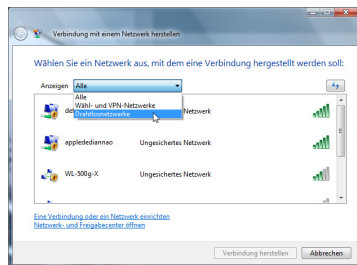 Verbindung mit einem Netzwerk herstellen
Wählen Sie ein Netzwerk aus, mit dem eine Verbindung hergestellt werden soll:
Anzeigen Alle
Alle
Wähl- und VPN-Netzwerke
Drahtlosnetzwerke
Netzwerk
appledediannao Ungesichertes Netzwerk
WL-500g-X Ungesichertes Netzwerk
Eine Verbindung oder ein Netzwerk einrichten
Netzwerk- und Freigabecenter öffnen
Verbindung herstellen Abbrechen